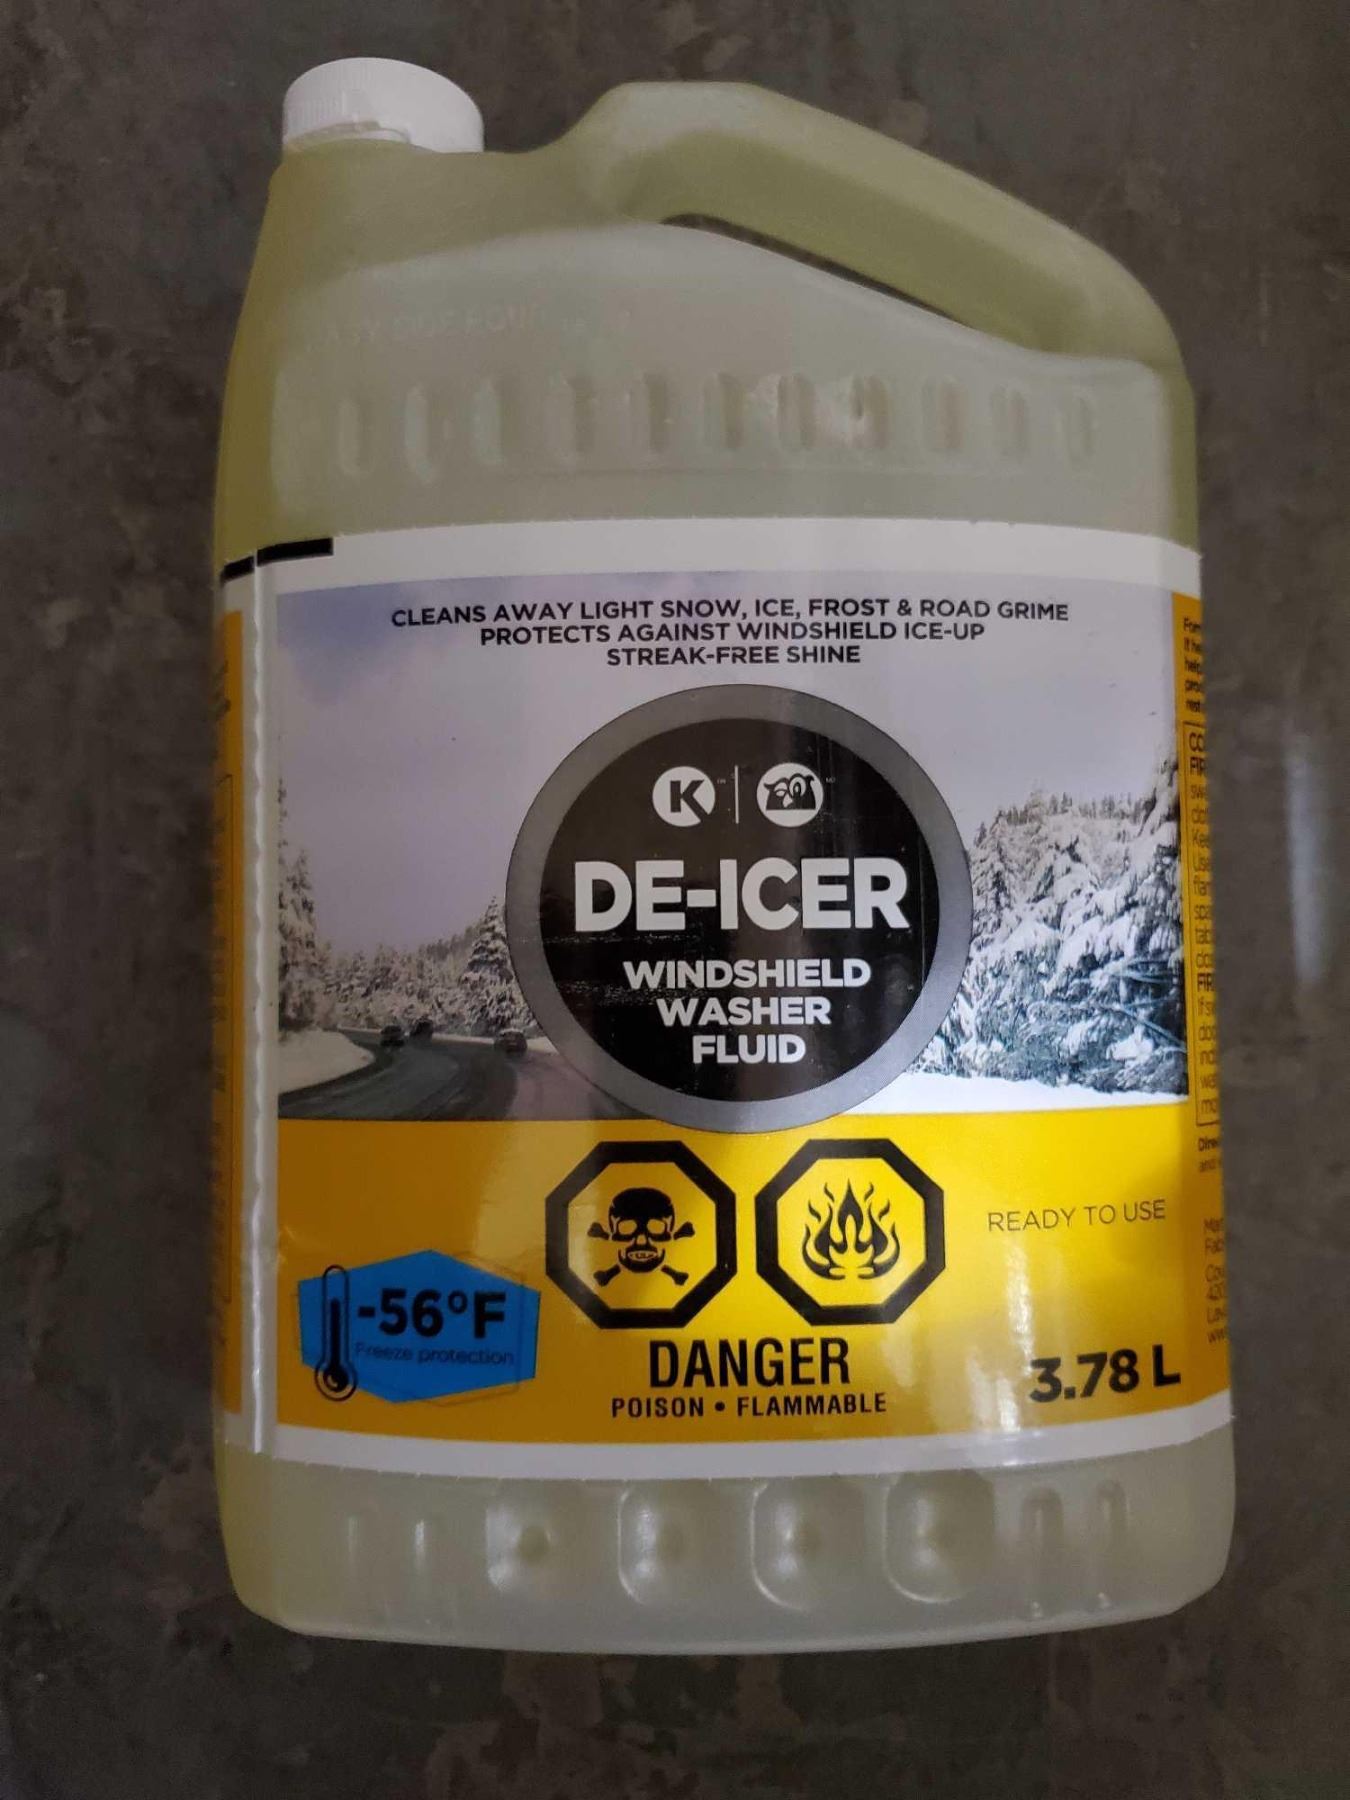 CLEANS AWAY LIGHT SNOW, ICE, FROST & ROAD GRIME
PROTECTS AGAINST WINDSHIELD ICE-UP
STREAK-FREE SHINE
K
DE-ICER
WINDSHIELD
WASHER
FLUID
READY TO USE
-56°F
Freeze protection
DANGER
POISON • FLAMMABLE
3.78 L